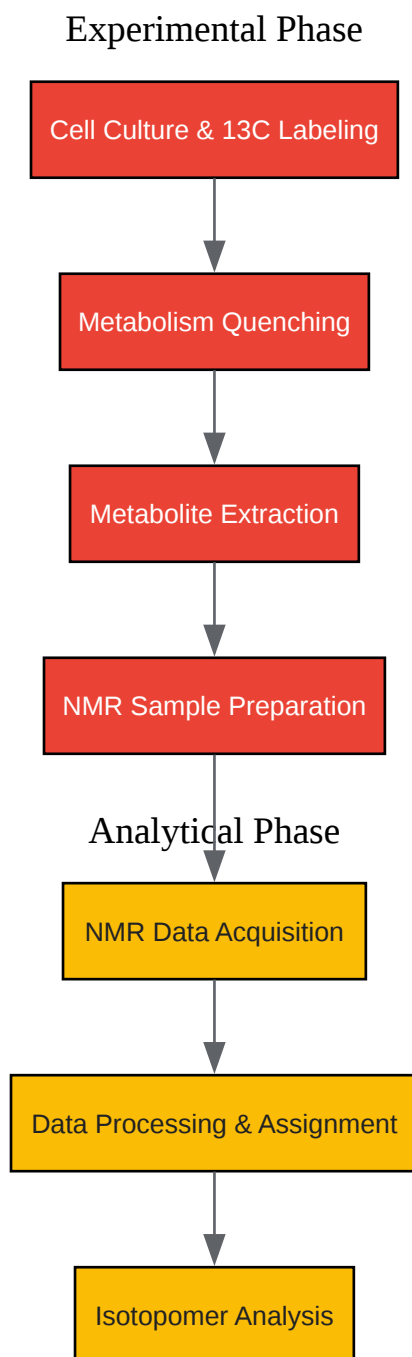 Experimental Phase
Cell Culture & 13C Labeling
Metabolism Quenching
Metabolite Extraction
NMR Sample Preparation
Analytical Phase
NMR Data Acquisition
Data Processing & Assignment
Isotopomer Analysis